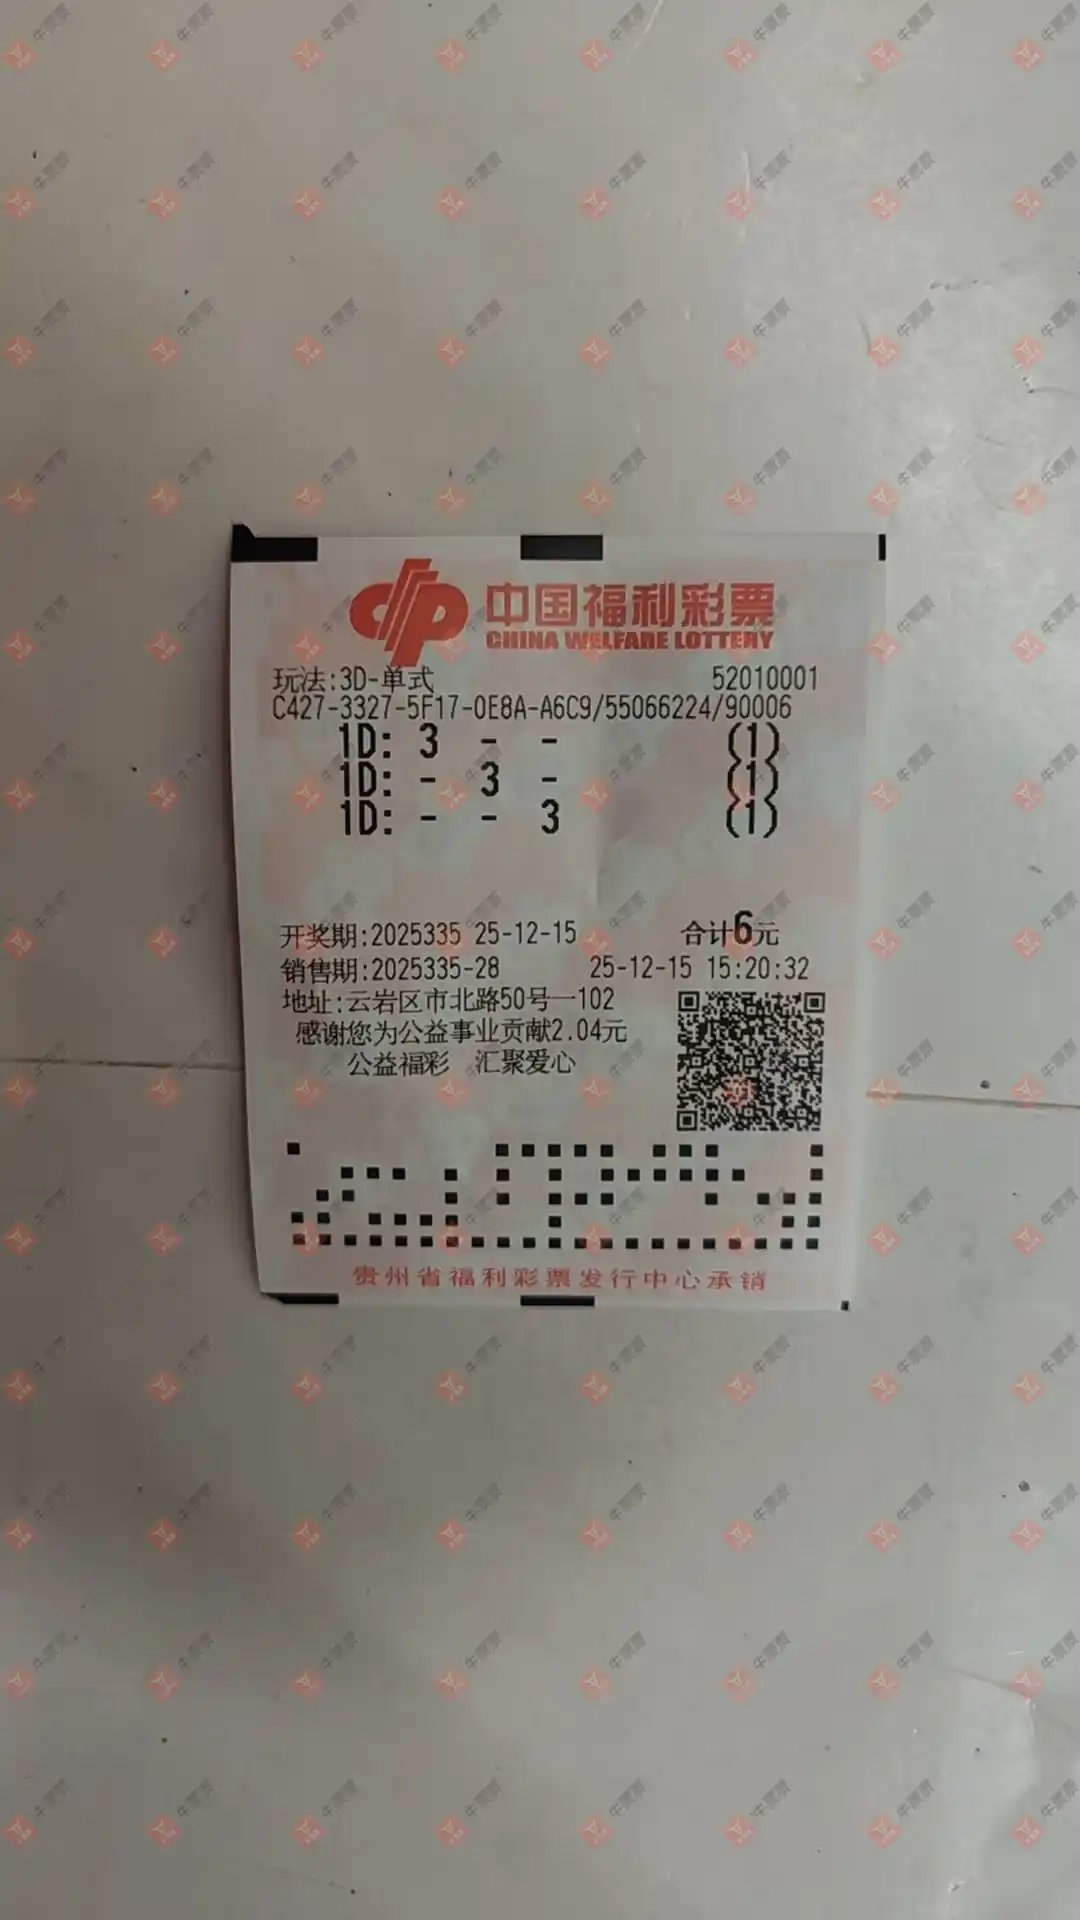 中国福利彩票
CHINA WELFARE LOTTERY
玩法:3D-单式 52010001
C427-3327-5F17-0E8A-A6C9/55066224/90006
1D: 3 - - (1)
1D: - 3 - (1)
1D: - - 3 (1)
开奖期:2025335 25-12-15 合计6元
销售期:2025335-28 25-12-15 15:20:32
地址:云岩区市北路50号一102
感谢您为公益事业贡献2.04元
公益福彩 汇聚爱心
贵州省福利彩票发行中心承销
牛票票